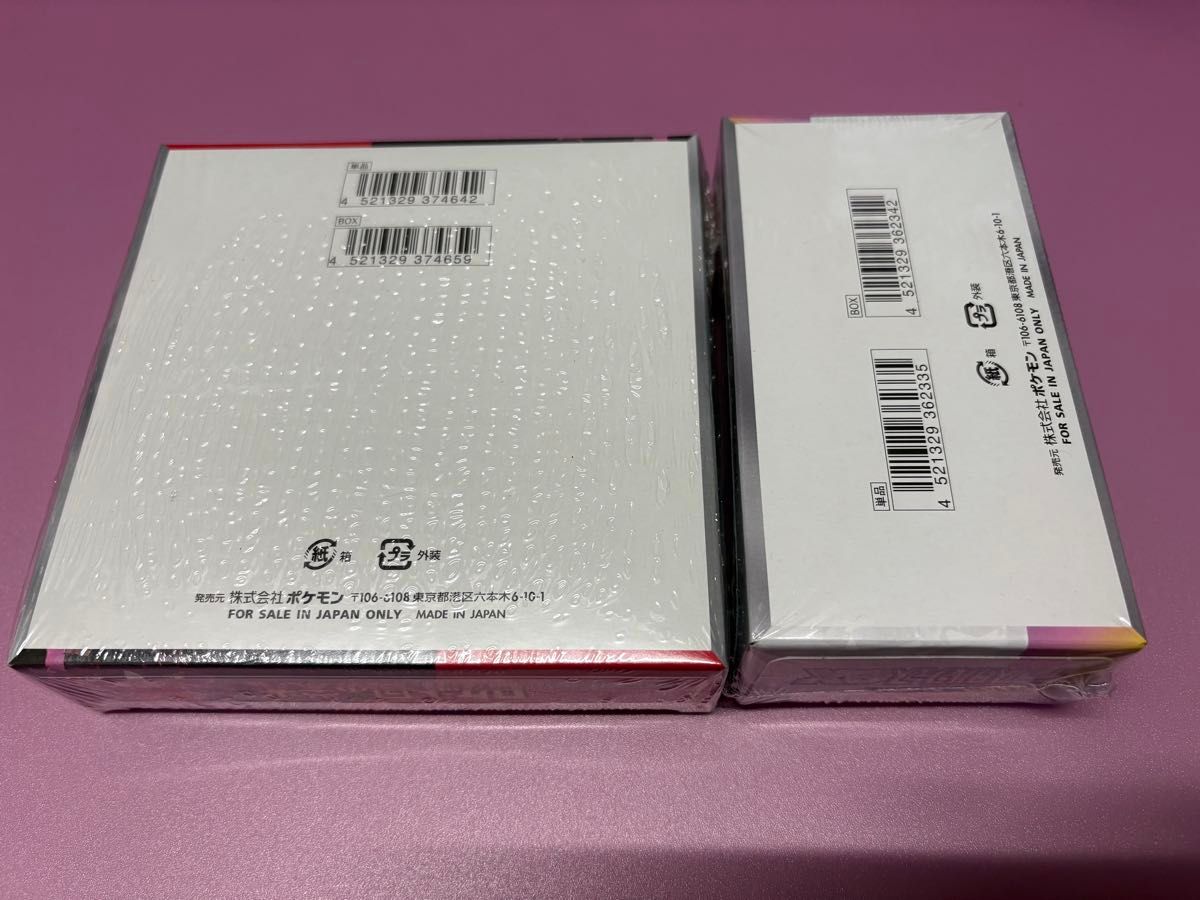 単品
4 521329 374642
BOX
4 521329 374659
紙 箱
プラ 外装
発売元 株式会社 ポケモン 〒106-6108 東京都港区六本木6-10-1
FOR SALE IN JAPAN ONLY MADE IN JAPAN
BOX
4 521329 362342
単品
4 521329 362335
プラ 外装
紙 箱
発売元 株式会社 ポケモン 〒106-6108 東京都港区六本木6-10-1
FOR SALE IN JAPAN ONLY MADE IN JAPAN